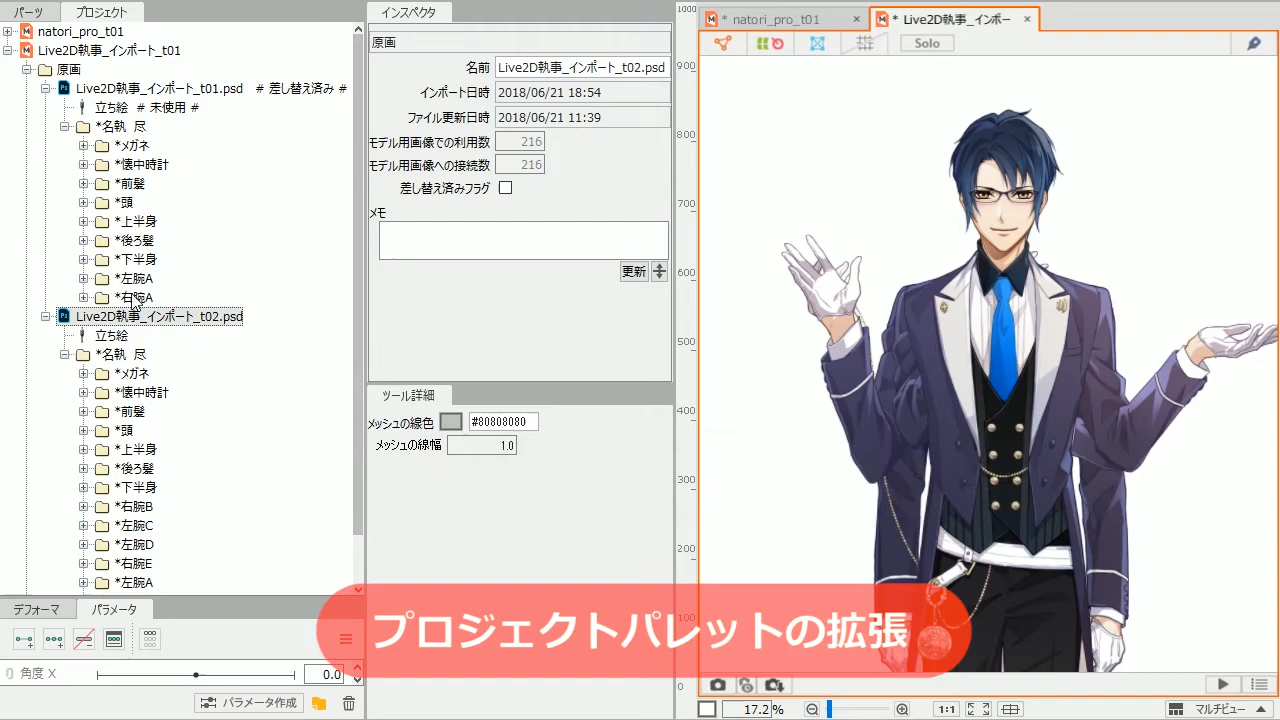 パーツ
プロジェクト
natori_pro_t01
Live2D執事_インポート_t01
原画
Live2D執事_インポート_t01.psd # 差し替え済み #
立ち絵 # 未使用 #
*名執 尽
*メガネ
*懐中時計
*前髪
*頭
*上半身
*後ろ髪
*下半身
*左腕A
*右腕A
Live2D執事_インポート_t02.psd
立ち絵
*名執 尽
*メガネ
*懐中時計
*前髪
*頭
*上半身
*後ろ髪
*下半身
*右腕B
*左腕C
*左腕D
*右腕E
*左腕A
デフォーマ
パラメータ
角度 X
0.0
パラメータ作成
インスペクタ
原画
名前 Live2D執事_インポート_t02.psd
インポート日時 2018/06/21 18:54
ファイル更新日時 2018/06/21 11:39
モデル用画像での利用数 216
モデル用画像への接続数 216
差し替え済みフラグ
メモ
更新
ツール詳細
メッシュの線色 #80808080
メッシュの線幅 1.0
1000
900
800
700
600
500
400
300
200
100
0
* natori_pro_t01 ×
* Live2D執事_インポー ×
Solo
プロジェクトパレットの拡張
17.2 %
1:1
マルチビュー